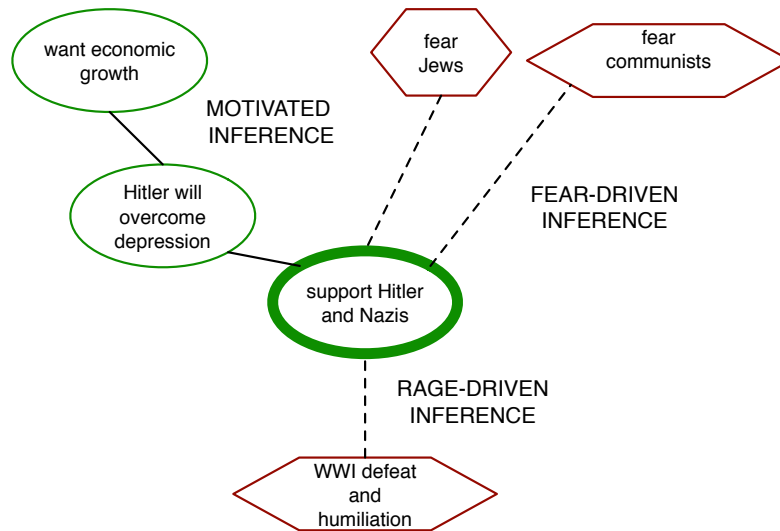 want economic
growth
fear
Jews
fear
communists
MOTIVATED
INFERENCE
Hitler will
overcome
depression
FEAR-DRIVEN
INFERENCE
support Hitler
and Nazis
RAGE-DRIVEN
INFERENCE
WWI defeat
and
humiliation